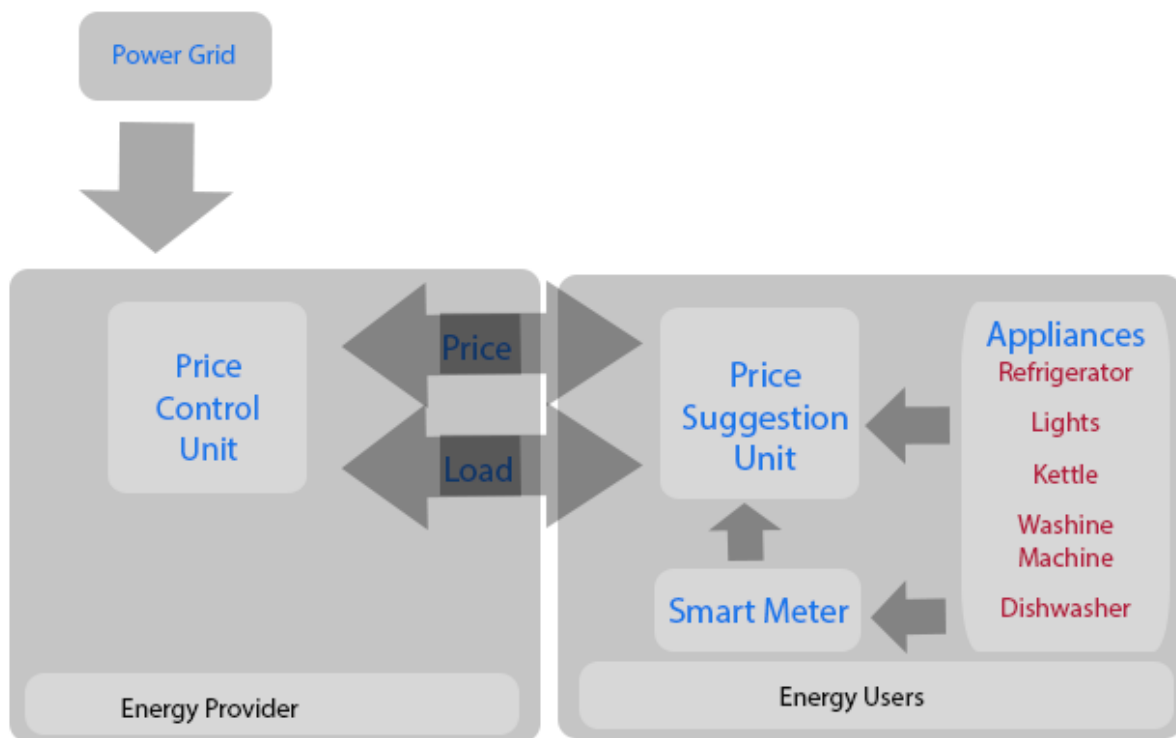 Power Grid
Price
Control
Unit
Price
Load
Price
Suggestion
Unit
Smart Meter
Appliances
Refrigerator
Lights
Kettle
Washine
Machine
Dishwasher
Energy Provider
Energy Users